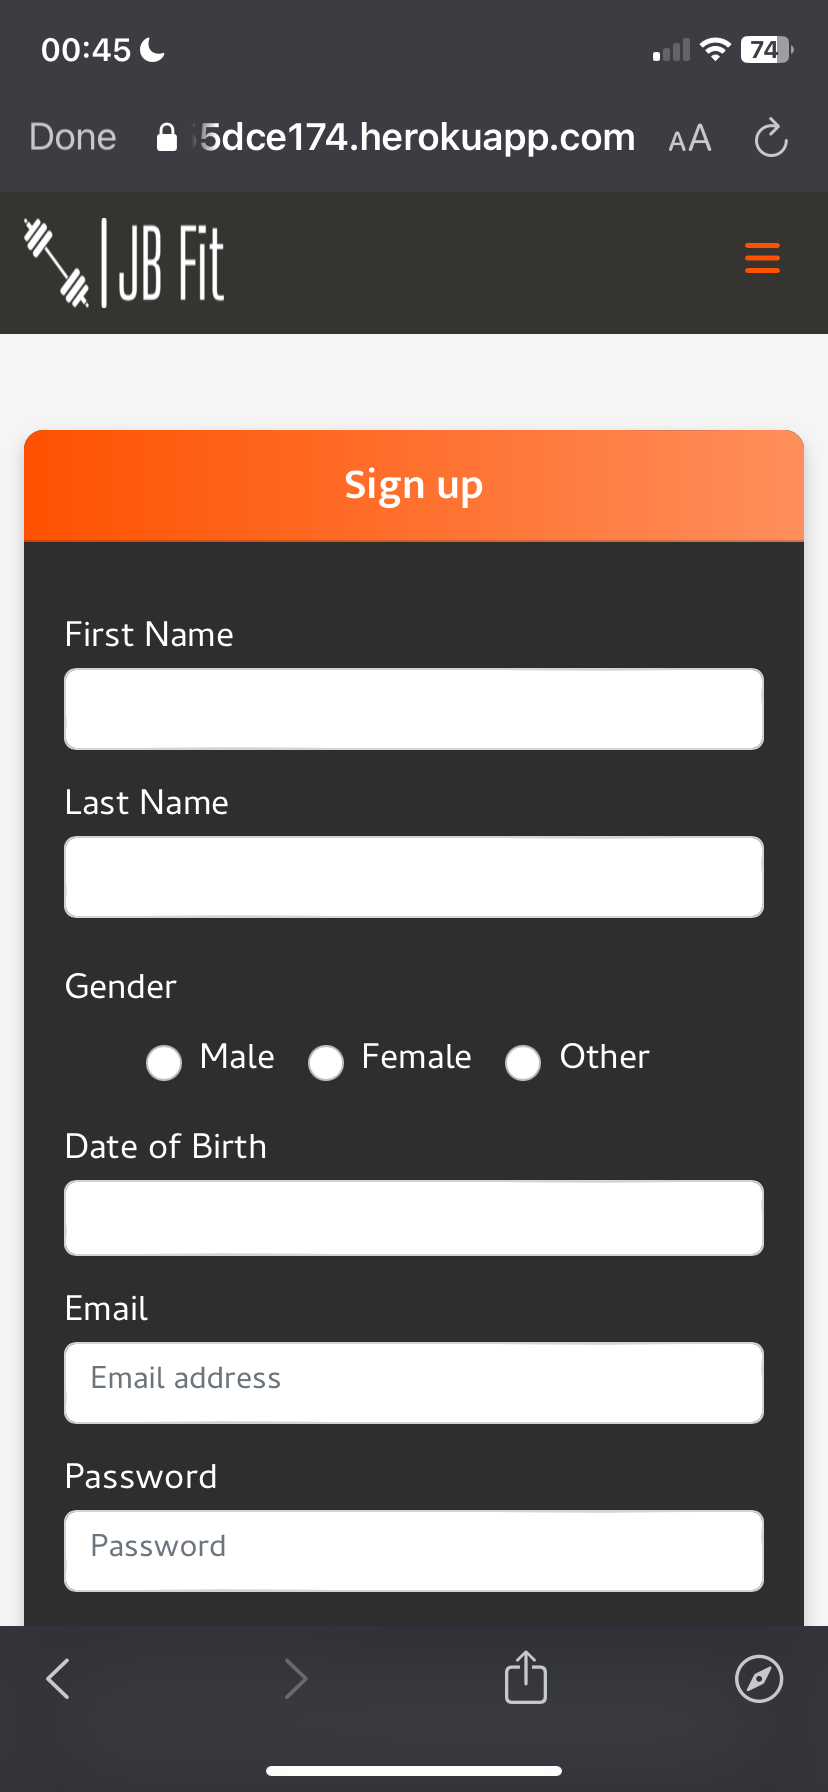 00:45
74
Done 5dce174.herokuapp.com AA
JB Fit
Sign up
First Name
Last Name
Gender
Male Female Other
Date of Birth
Email
Email address
Password
Password